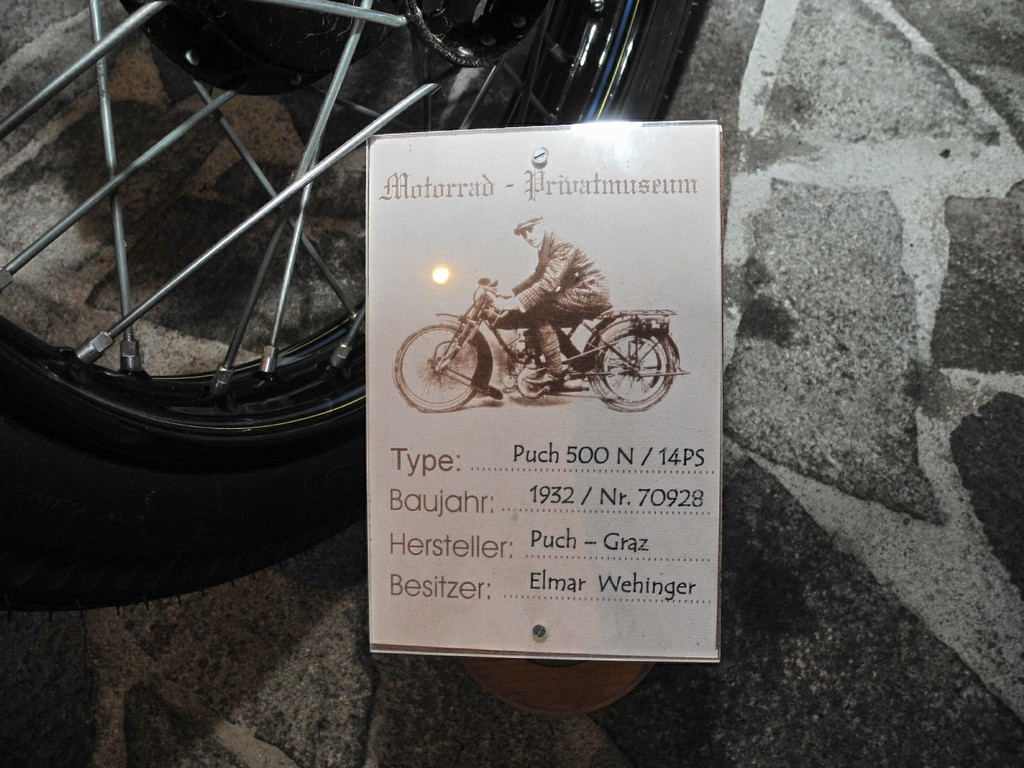 Motorrad - Privatmuseum
Type: Puch 500 N / 14PS
Baujahr: 1932 / Nr. 70928
Hersteller: Puch – Graz
Besitzer: Elmar Wehinger